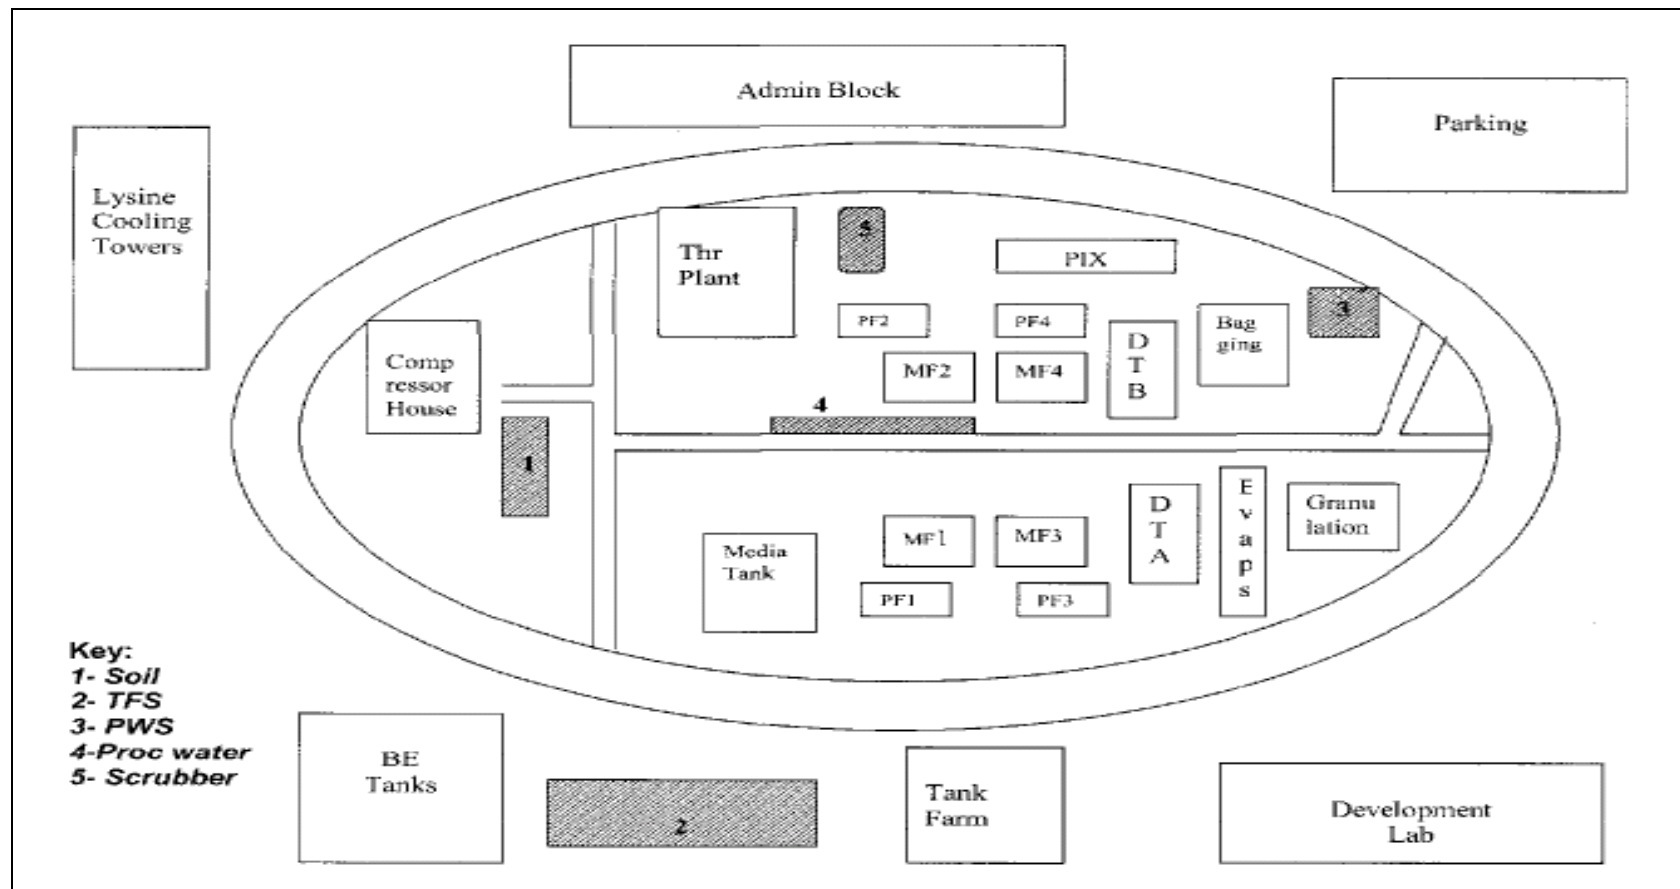 Admin Block
Parking
Lysine
Cooling
Towers
Thr
Plant
5
PIX
3
PF2
PF4
Bag
ging
D
T
B
Comp
ressor
House
MF2
MF4
4
1
E
v
a
p
s
D
T
A
Granu
lation
MF1
MF3
Media
Tank
PF1
PF3
Key:
1- Soil
2- TFS
3- PWS
4-Proc water
5- Scrubber
BE
Tanks
2
Tank
Farm
Development
Lab